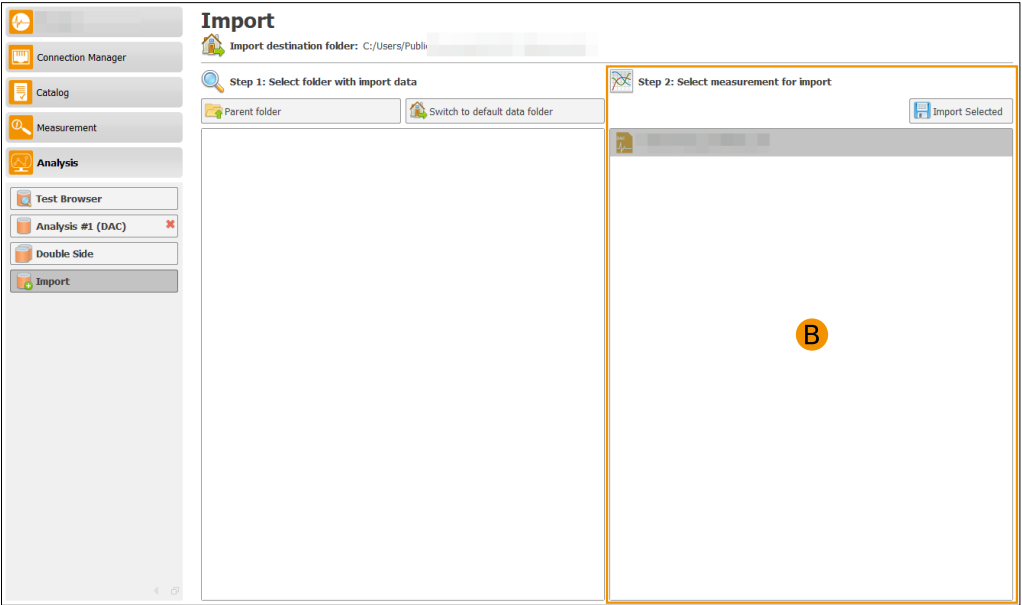 Import
Import destination folder: C:/Users/Public
Connection Manager
Catalog
Measurement
Analysis
Test Browser
Analysis #1 (DAC)
Double Side
Import
Step 1: Select folder with import data
Parent folder
Switch to default data folder
Step 2: Select measurement for import
Import Selected
B